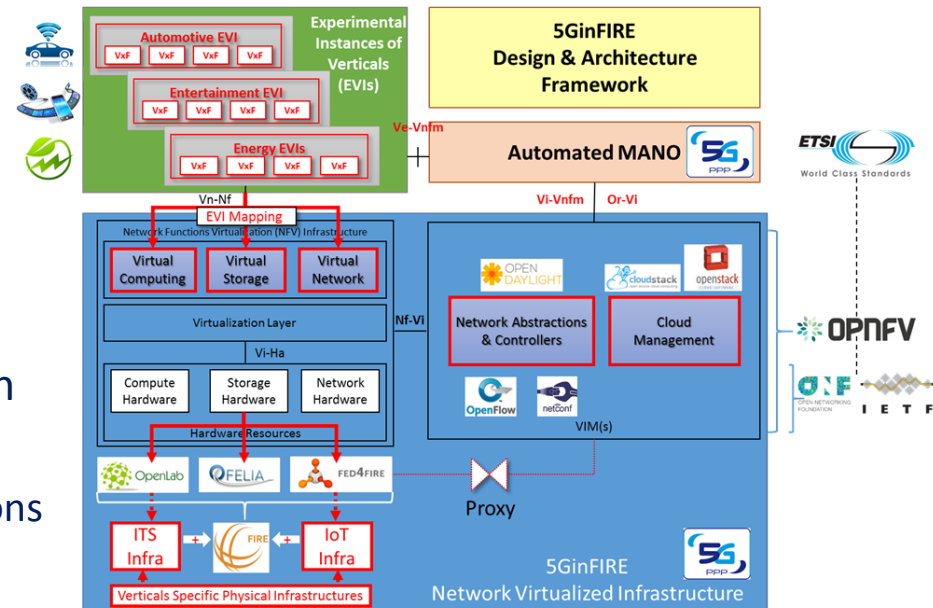 Automotive EVI
VxF VxF VxF VxF
Entertainment EVI
VxF VxF VxF VxF
Energy EVIs
VxF VxF VxF VxF
Experimental
Instances of
Verticals
(EVIs)
5GinFIRE
Design & Architecture
Framework
Ve-Vnfm
Automated MANO
5G
PPP
ETSI
World Class Standards
Vn-Nf
Vi-Vnfm Or-Vi
EVI Mapping
Network Functions Virtualization (NFV) Infrastructure
Virtual
Computing
Virtual
Storage
Virtual
Network
Virtualization Layer
Nf-Vi
Vi-Ha
Compute
Hardware
Storage
Hardware
Network
Hardware
Hardware Resources
OPEN
DAYLIGHT
cloudstack
openstack
Network Abstractions
& Controllers
Cloud
Management
OpenFlow
netconf
VIM(s)
OPNFV
ONF
OPEN NETWORKING
FOUNDATION
IETF
n
ons
OpenLab
OFELIA
FED4FIRE
Proxy
ITS
Infra
+
FIRE
+
IoT
Infra
Verticals Specific Physical Infrastructures
5GinFIRE
Network Virtualized Infrastructure
5G
PPP